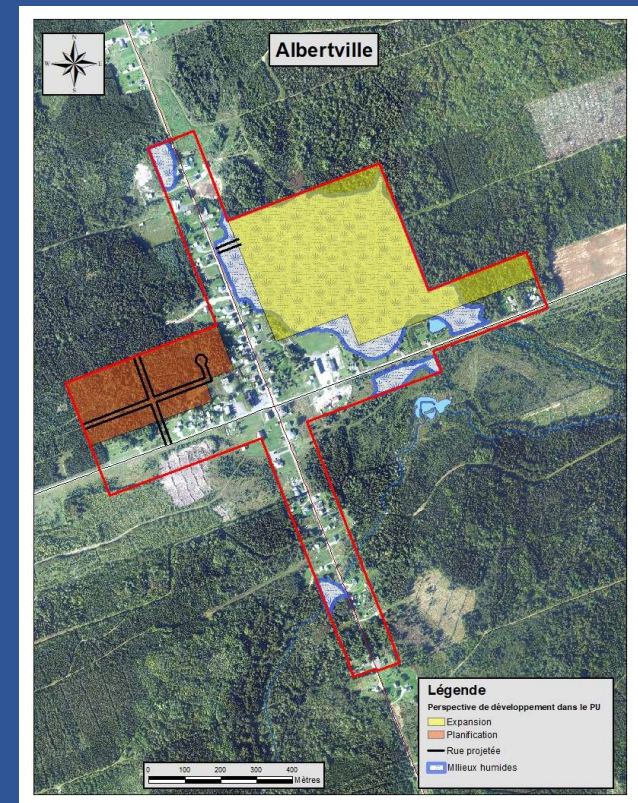 Albertville
N
W
E
S
Légende
Perspective de développement dans le PU
Expansion
Planification
Rue projetée
MIlieux humides
0 100 200 300 400
Mètres